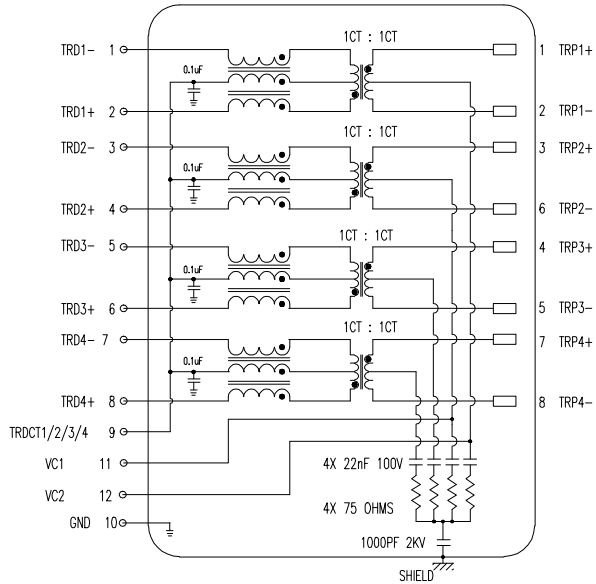 1CT : 1CT
TRD1- 1
1 TRP1+
0.1uF
TRD1+ 2
2 TRP1-
1CT : 1CT
TRD2- 3
3 TRP2+
0.1uF
TRD2+ 4
6 TRP2-
1CT : 1CT
TRD3- 5
4 TRP3+
0.1uF
TRD3+ 6
5 TRP3-
1CT : 1CT
TRD4- 7
7 TRP4+
0.1uF
TRD4+ 8
8 TRP4-
TRDCT1/2/3/4 9
VC1 11
4X 22nF 100V
VC2 12
4X 75 OHMS
GND 10
1000PF 2KV
SHIELD